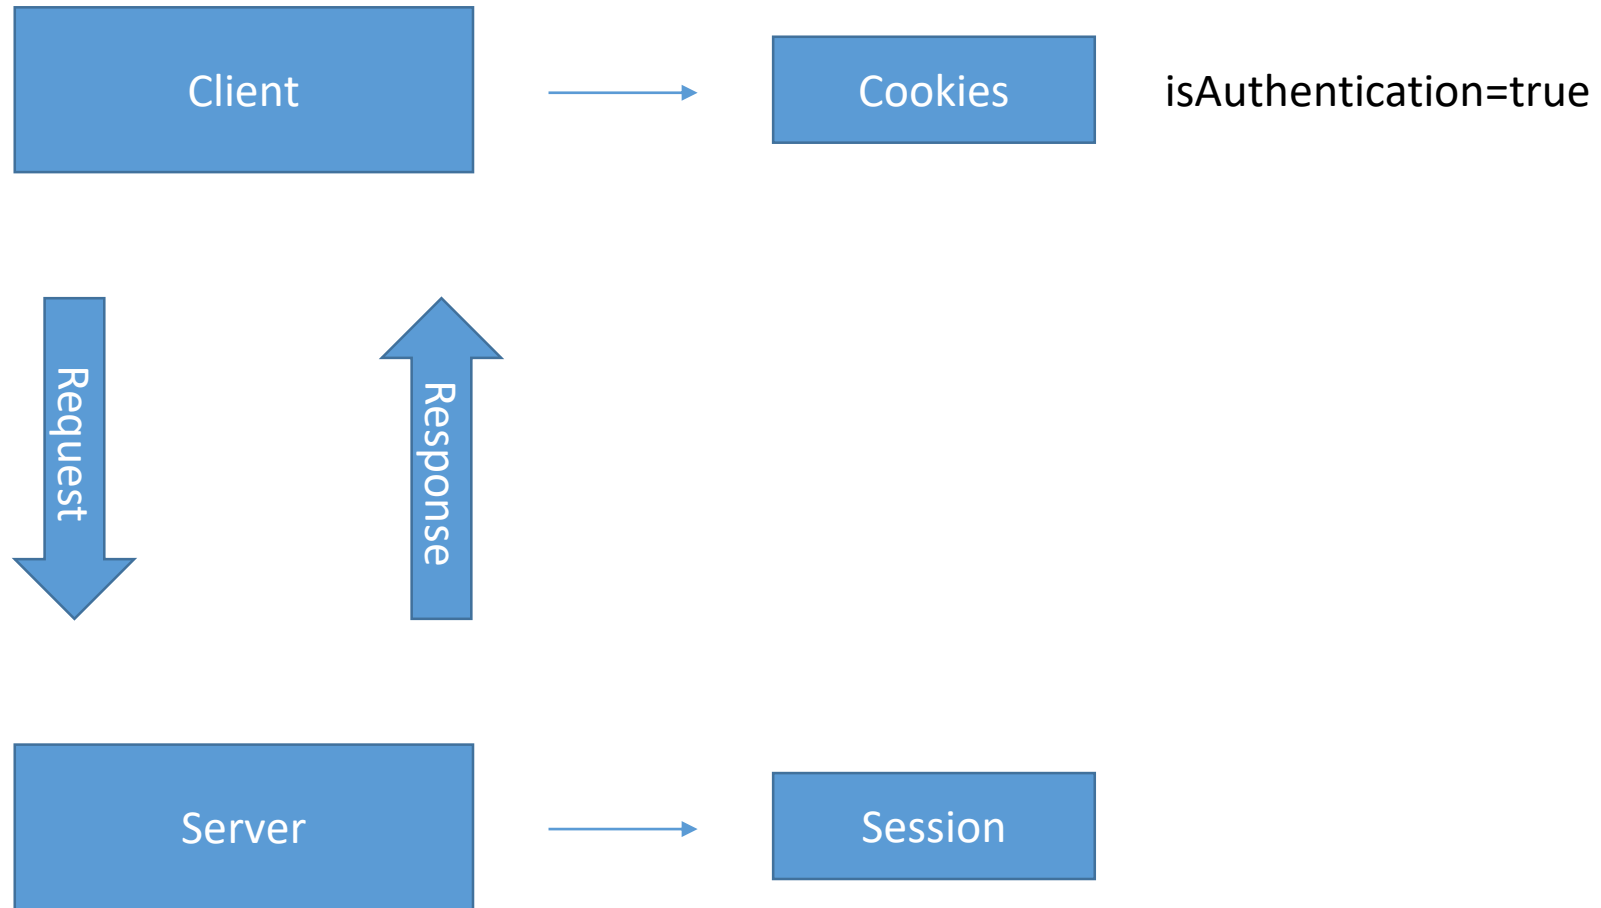 Client
Cookies
isAuthentication=true
Request
Response
Server
Session